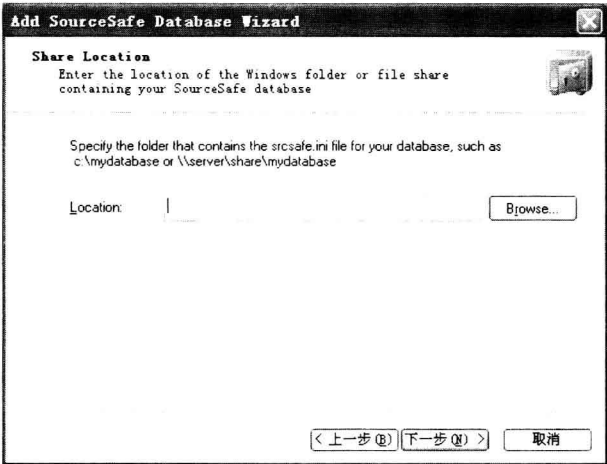 Add SourceSafe Database Wizard
Share Location
Enter the location of the Windows folder or file share
containing your SourceSafe database
Specify the folder that contains the srcsafe.ini file for your database, such as
c:\mydatabase or \\server\share\mydatabase
Location:
Browse...
< 上一步(B) 下一步(N) > 取消